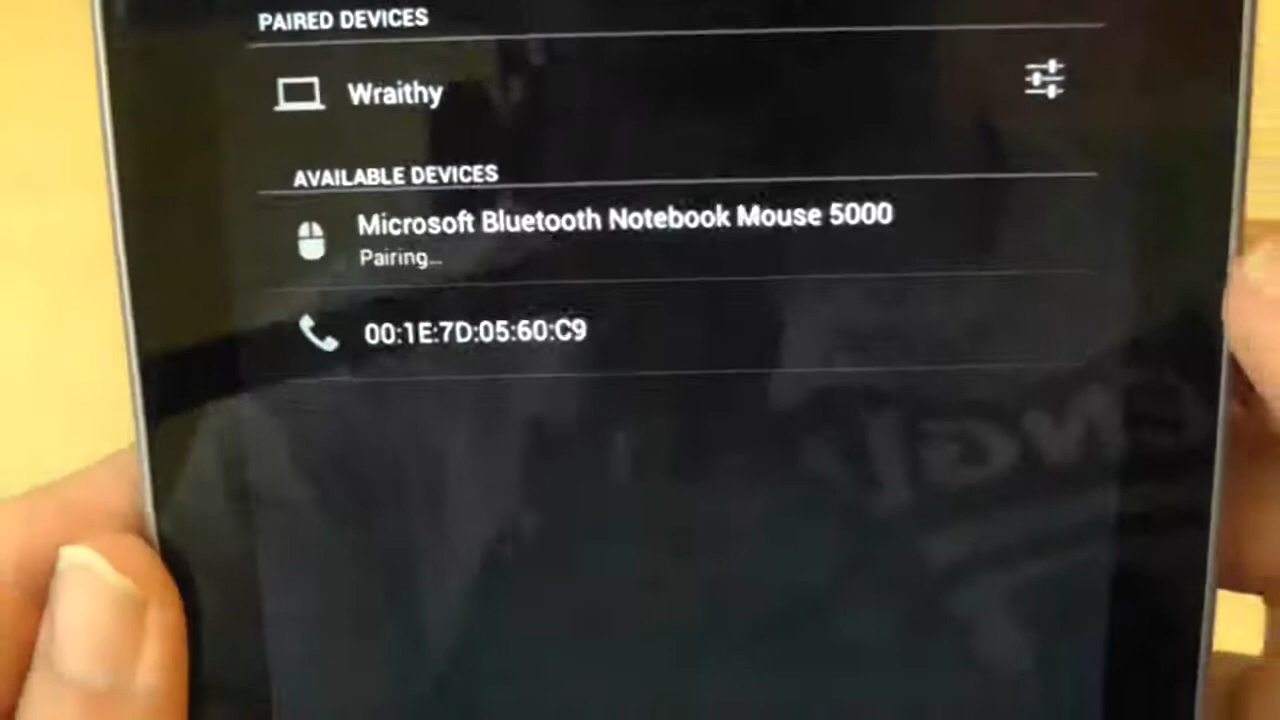 PAIRED DEVICES
Wraithy
AVAILABLE DEVICES
Microsoft Bluetooth Notebook Mouse 5000
Pairing...
00:1E:7D:05:60:C9